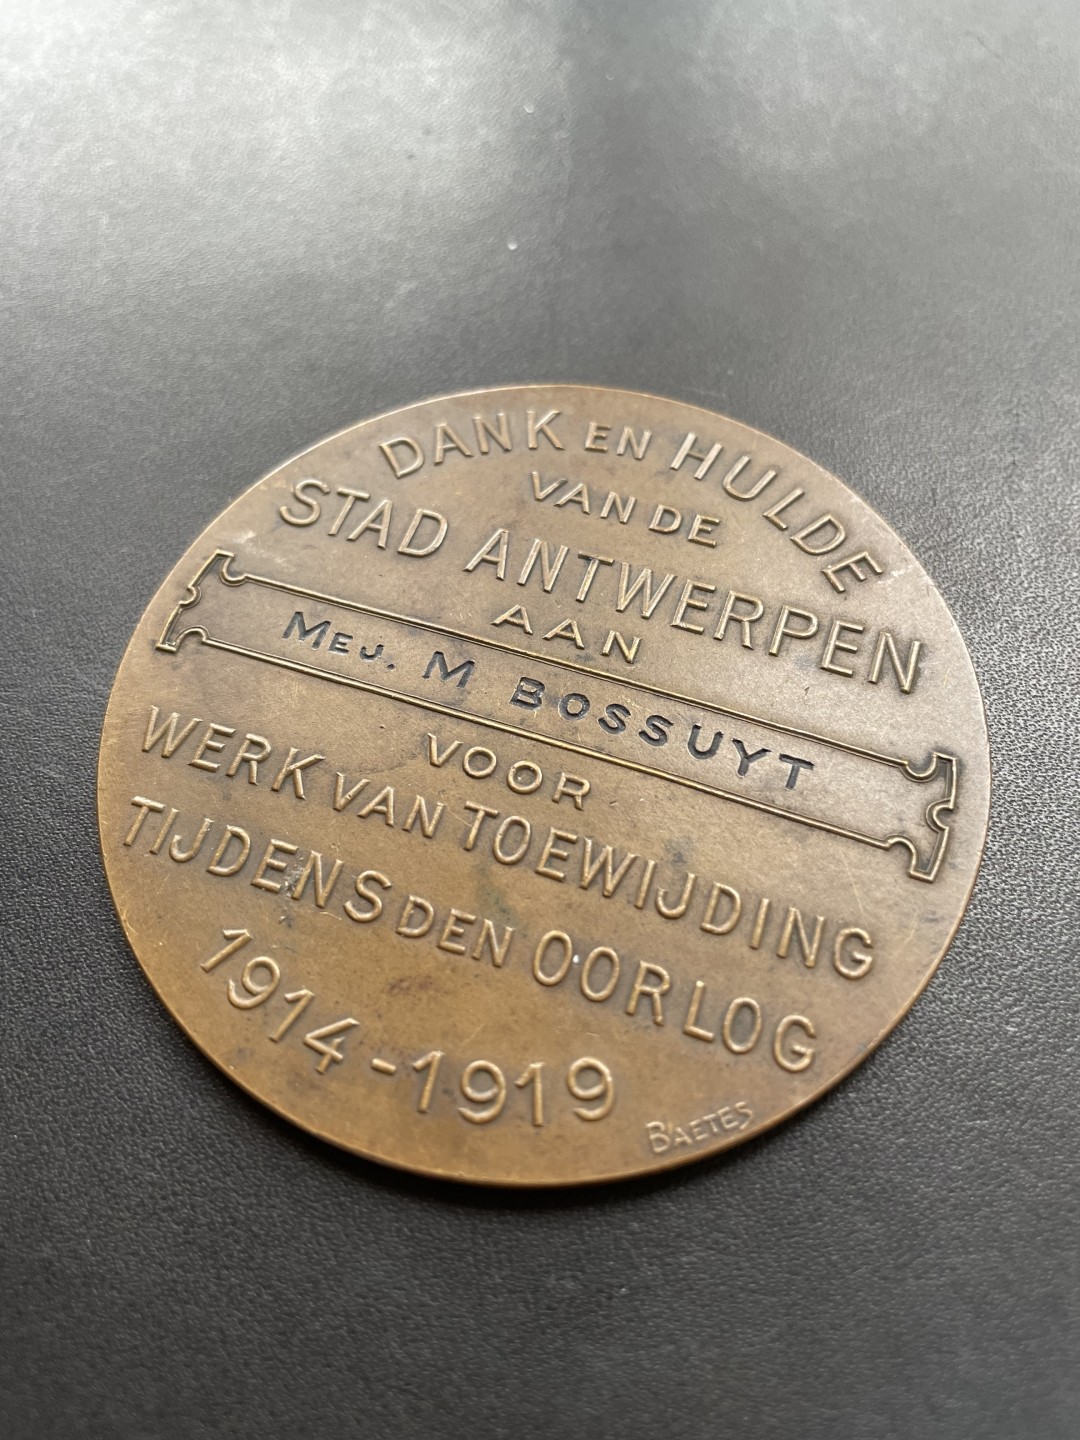 DANK EN HULDE
VAN DE
STAD ANTWERPEN
AAN
MEJ. M BOSSUYT
VOOR
WERK VAN TOEWIJDING
TIJDENS DEN OORLOG
1914-1919
BAETES